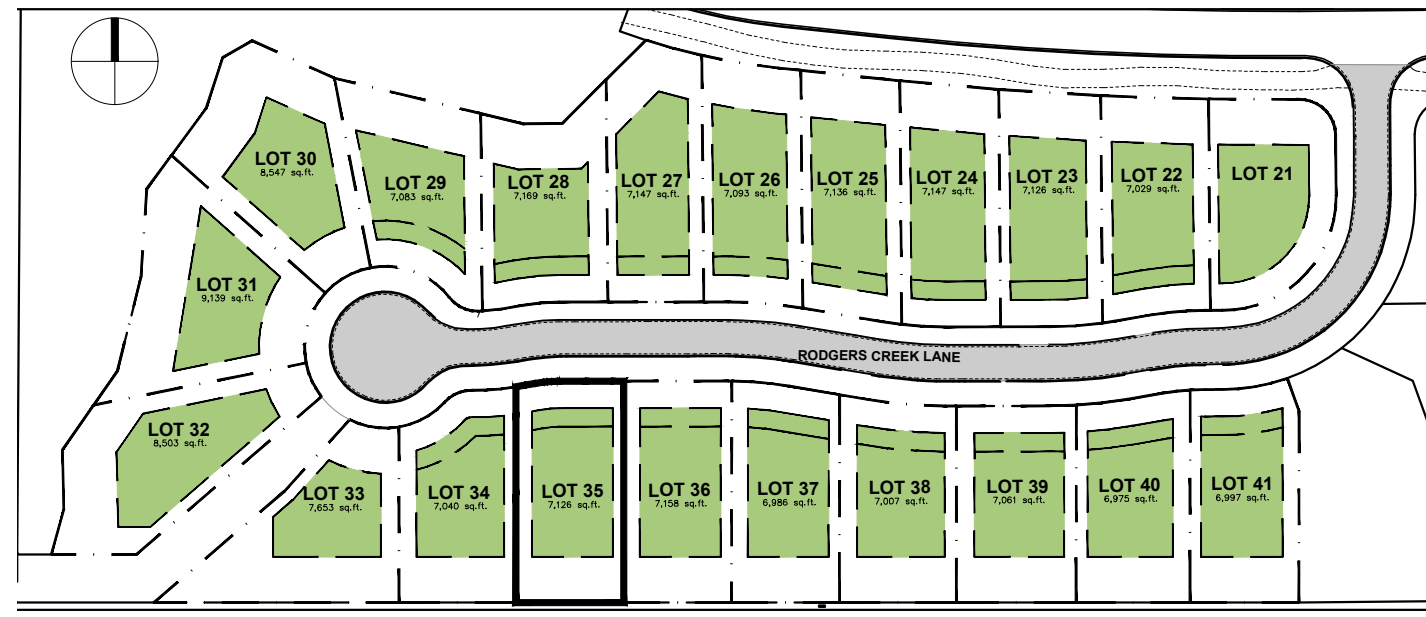 LOT 30
8,547 sq.ft.
LOT 29
7,083 sq.ft.
LOT 28
7,169 sq.ft.
LOT 27
7,147 sq.ft.
LOT 26
7,093 sq.ft.
LOT 25
7,136 sq.ft.
LOT 24
7,147 sq.ft.
LOT 23
7,126 sq.ft.
LOT 22
7,029 sq.ft.
LOT 21
LOT 31
9,139 sq.ft.
RODGERS CREEK LANE
LOT 32
8,503 sq.ft.
LOT 33
7,653 sq.ft.
LOT 34
7,040 sq.ft.
LOT 35
7,126 sq.ft.
LOT 36
7,158 sq.ft.
LOT 37
6,986 sq.ft.
LOT 38
7,007 sq.ft.
LOT 39
7,061 sq.ft.
LOT 40
6,975 sq.ft.
LOT 41
6,997 sq.ft.